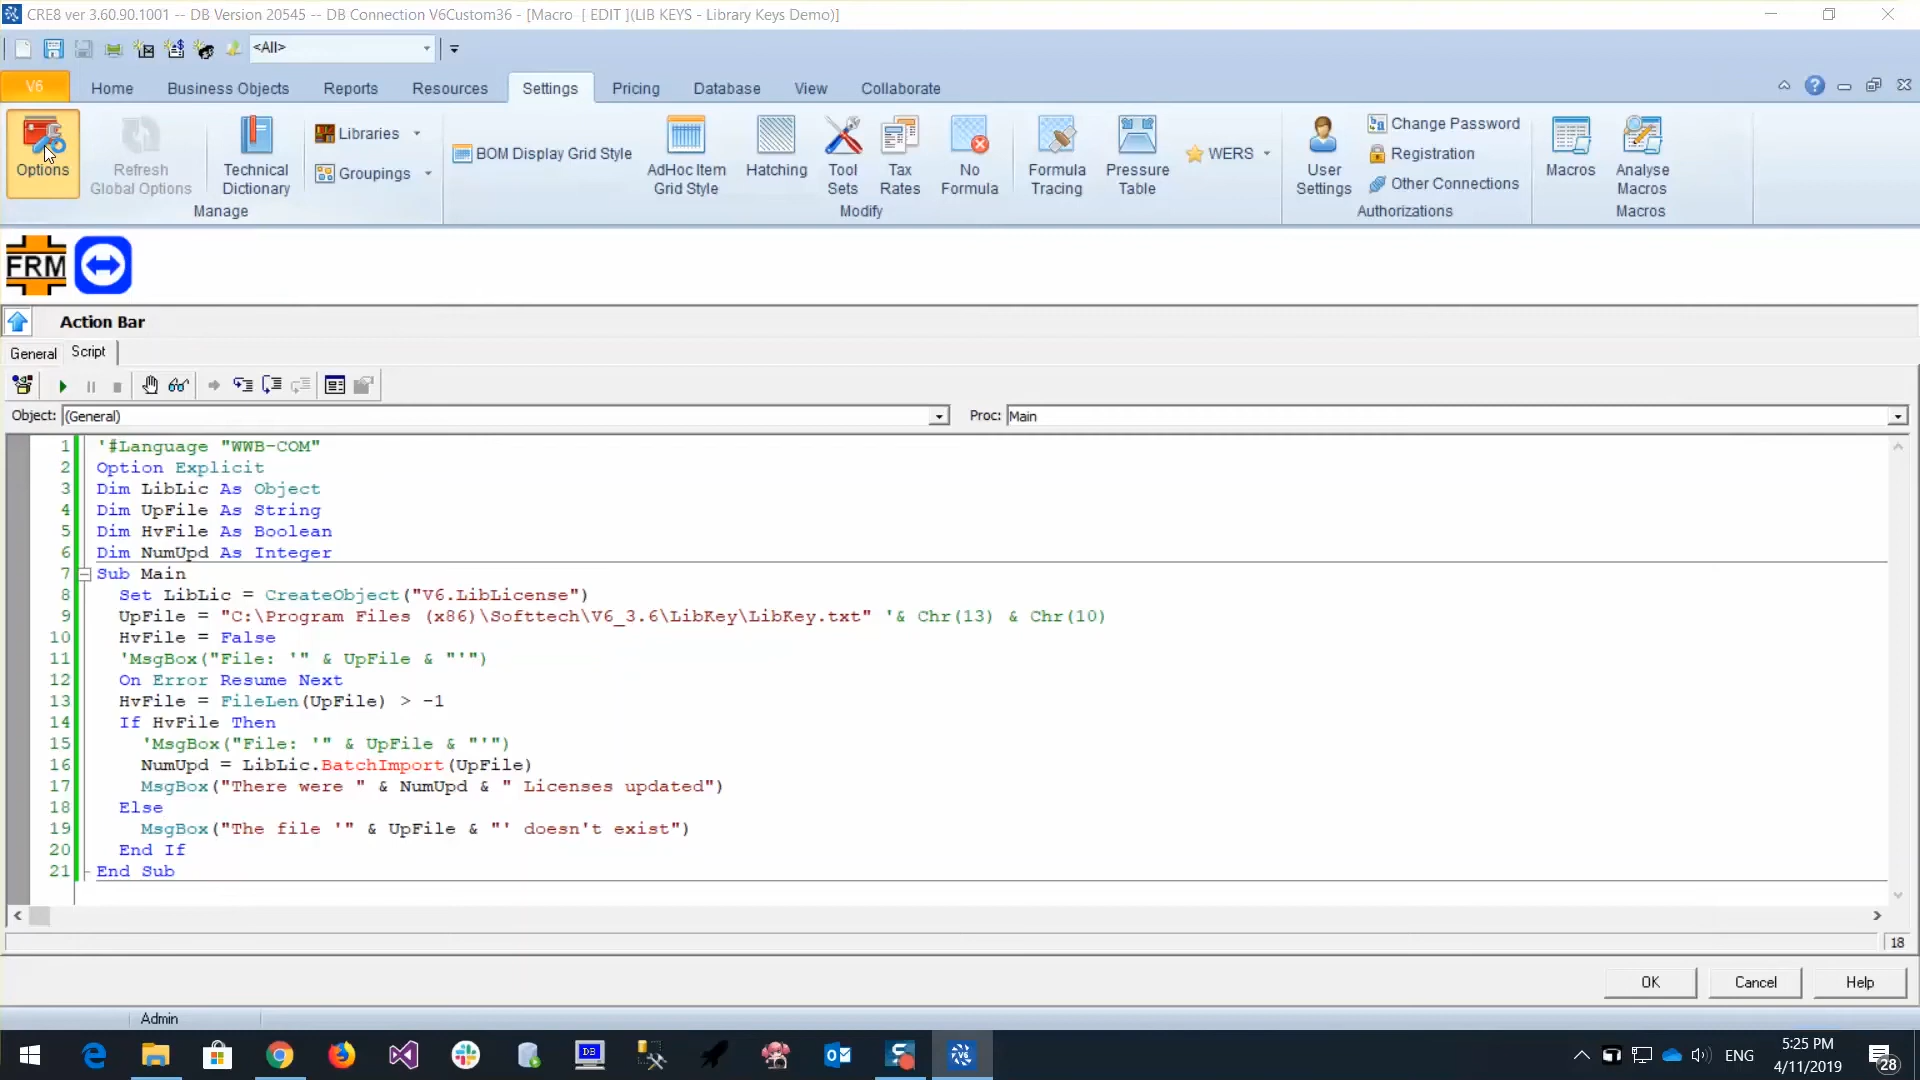 CRE8 ver 3.60.90.1001 -- DB Version 20545 -- DB Connection V6Custom36 - [Macro  [ EDIT ](LIB KEYS - Library Keys Demo)]
<All>
V6 Home Business Objects Reports Resources Settings Pricing Database View Collaborate
Options
Refresh
Global Options
Technical
Dictionary
Libraries
Groupings
Manage
BOM Display Grid Style
AdHoc Item
Grid Style
Hatching
Tool
Sets
Tax
Rates
No
Formula
Formula
Tracing
Pressure
Table
WERS
Modify
User
Settings
Change Password
Registration
Other Connections
Authorizations
Macros
Analyse
Macros
Macros
FRM
Action Bar
General Script
Object: (General) Proc: Main
1 '#Language "WWB-COM"
2 Option Explicit
3 Dim LibLic As Object
4 Dim UpFile As String
5 Dim HvFile As Boolean
6 Dim NumUpd As Integer
7 Sub Main
8 Set LibLic = CreateObject("V6.LibLicense")
9 UpFile = "C:\Program Files (x86)\Softtech\V6_3.6\LibKey\LibKey.txt" '& Chr(13) & Chr(10)
10 HvFile = False
11 'MsgBox("File: '" & UpFile & "'")
12 On Error Resume Next
13 HvFile = FileLen(UpFile) > -1
14 If HvFile Then
15 'MsgBox("File: '" & UpFile & "'")
16 NumUpd = LibLic.BatchImport(UpFile)
17 MsgBox("There were " & NumUpd & " Licenses updated")
18 Else
19 MsgBox("The file '" & UpFile & "' doesn't exist")
20 End If
21 End Sub
18
OK Cancel Help
Admin
DB
V6
ENG
5:25 PM
4/11/2019
28